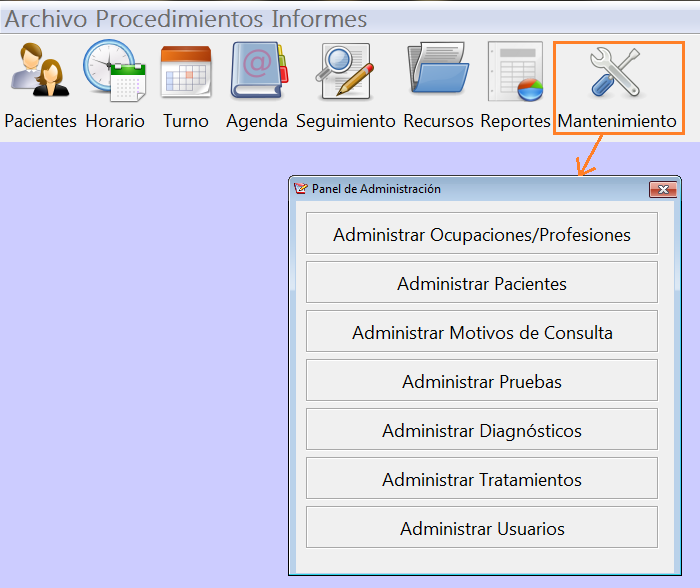 Archivo Procedimientos Informes
Pacientes Horario Turno Agenda Seguimiento Recursos Reportes Mantenimiento
Panel de Administración
Administrar Ocupaciones/Profesiones
Administrar Pacientes
Administrar Motivos de Consulta
Administrar Pruebas
Administrar Diagnósticos
Administrar Tratamientos
Administrar Usuarios